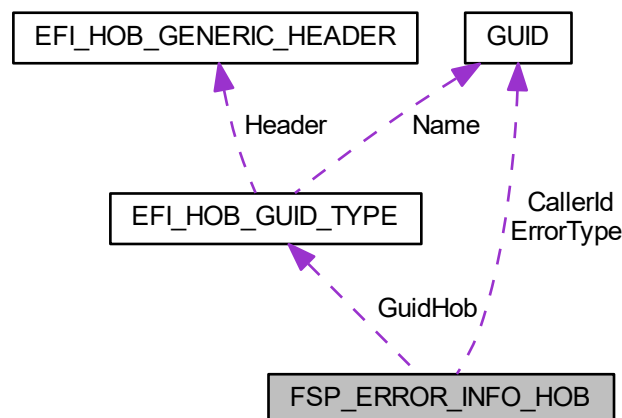 EFI_HOB_GENERIC_HEADER
GUID
Header
Name
EFI_HOB_GUID_TYPE
CallerId
ErrorType
GuidHob
FSP_ERROR_INFO_HOB